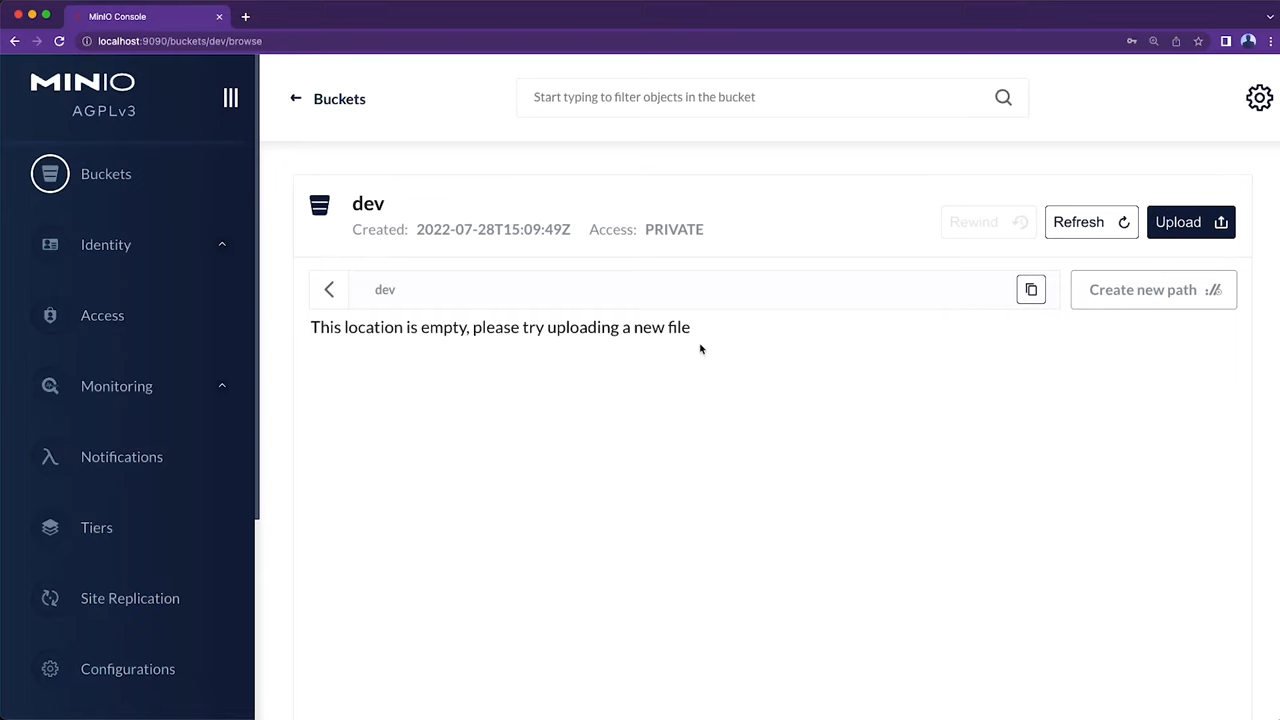 MinIO Console
localhost:9090/buckets/dev/browse
MINIO
AGPLv3
Buckets
Identity
Access
Monitoring
Notifications
Tiers
Site Replication
Configurations
Buckets
Start typing to filter objects in the bucket
dev
Created: 2022-07-28T15:09:49Z Access: PRIVATE
Rewind
Refresh
Upload
dev
Create new path
This location is empty, please try uploading a new file